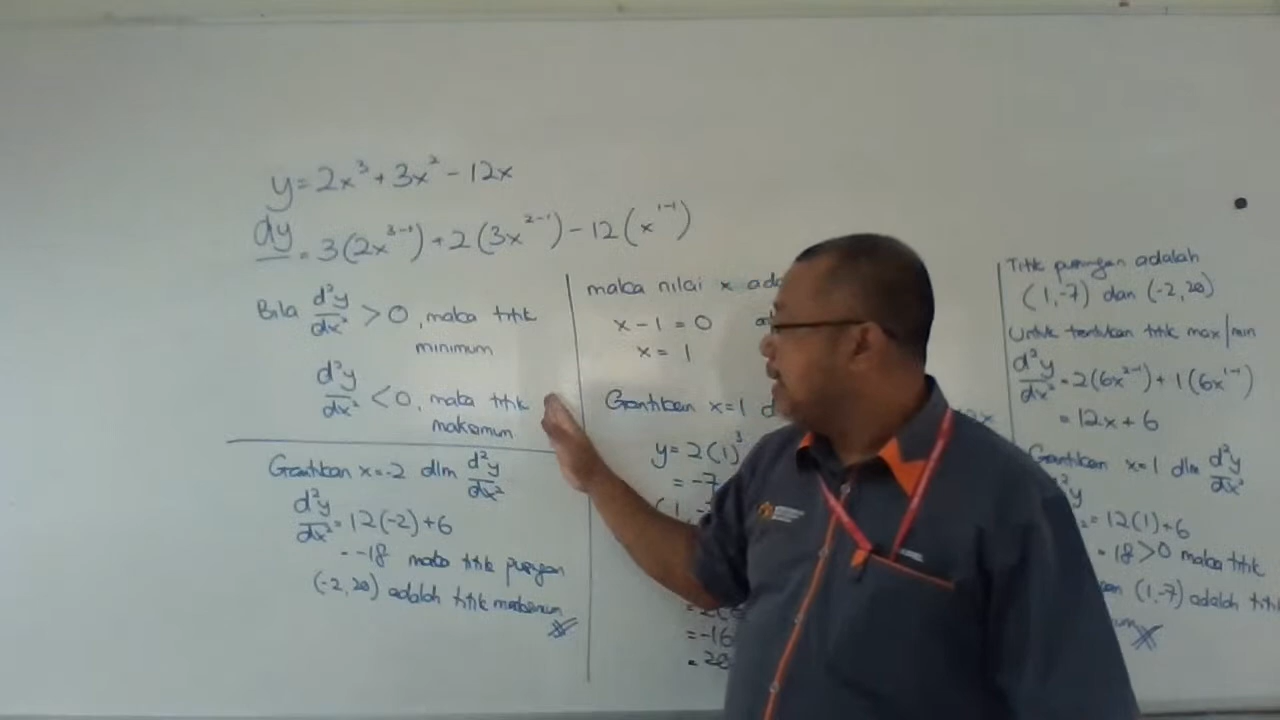 y = 2x³ + 3x² - 12x
dy = 3(2x³⁻¹) + 2(3x²⁻¹) - 12(x¹⁻¹)
Bila d²y/dx² > 0, maka titik
minimum
d²y/dx² < 0, maka titik
maksimum
Gantikan x=-2 dlm d²y/dx²
d²y/dx² = 12(-2)+6
= -18 maka titik pusingan
(-2,20) adalah titik maksimum
maka nilai x ada
x - 1 = 0
x = 1
Gantikan x=1 d
y = 2(1)³
= -7
(1, -7
= 2(
= -16
= 20
Titik pusingan adalah
(1,-7) dan (-2,20)
Untuk tentukan titik max/min
d²y/dx² = 2(6x²⁻¹) + 1(6x¹⁻¹)
= 12x + 6
Gantikan x=1 dlm d²y/dx²
= 12(1)+6
= 18 > 0 maka titik
(1,-7) adalah titik
mum